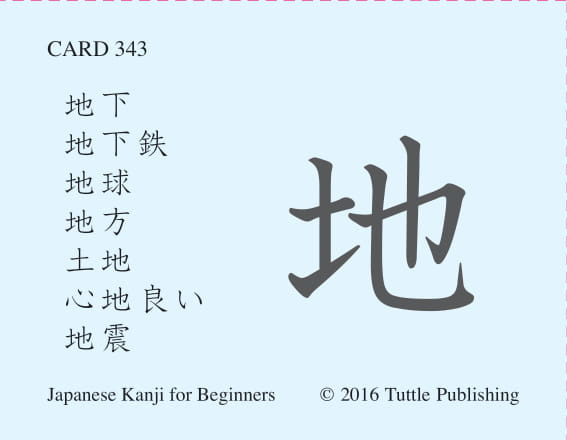 CARD 343
地下
地下鉄
地球
地方
土地
心地良い
地震
地
Japanese Kanji for Beginners © 2016 Tuttle Publishing